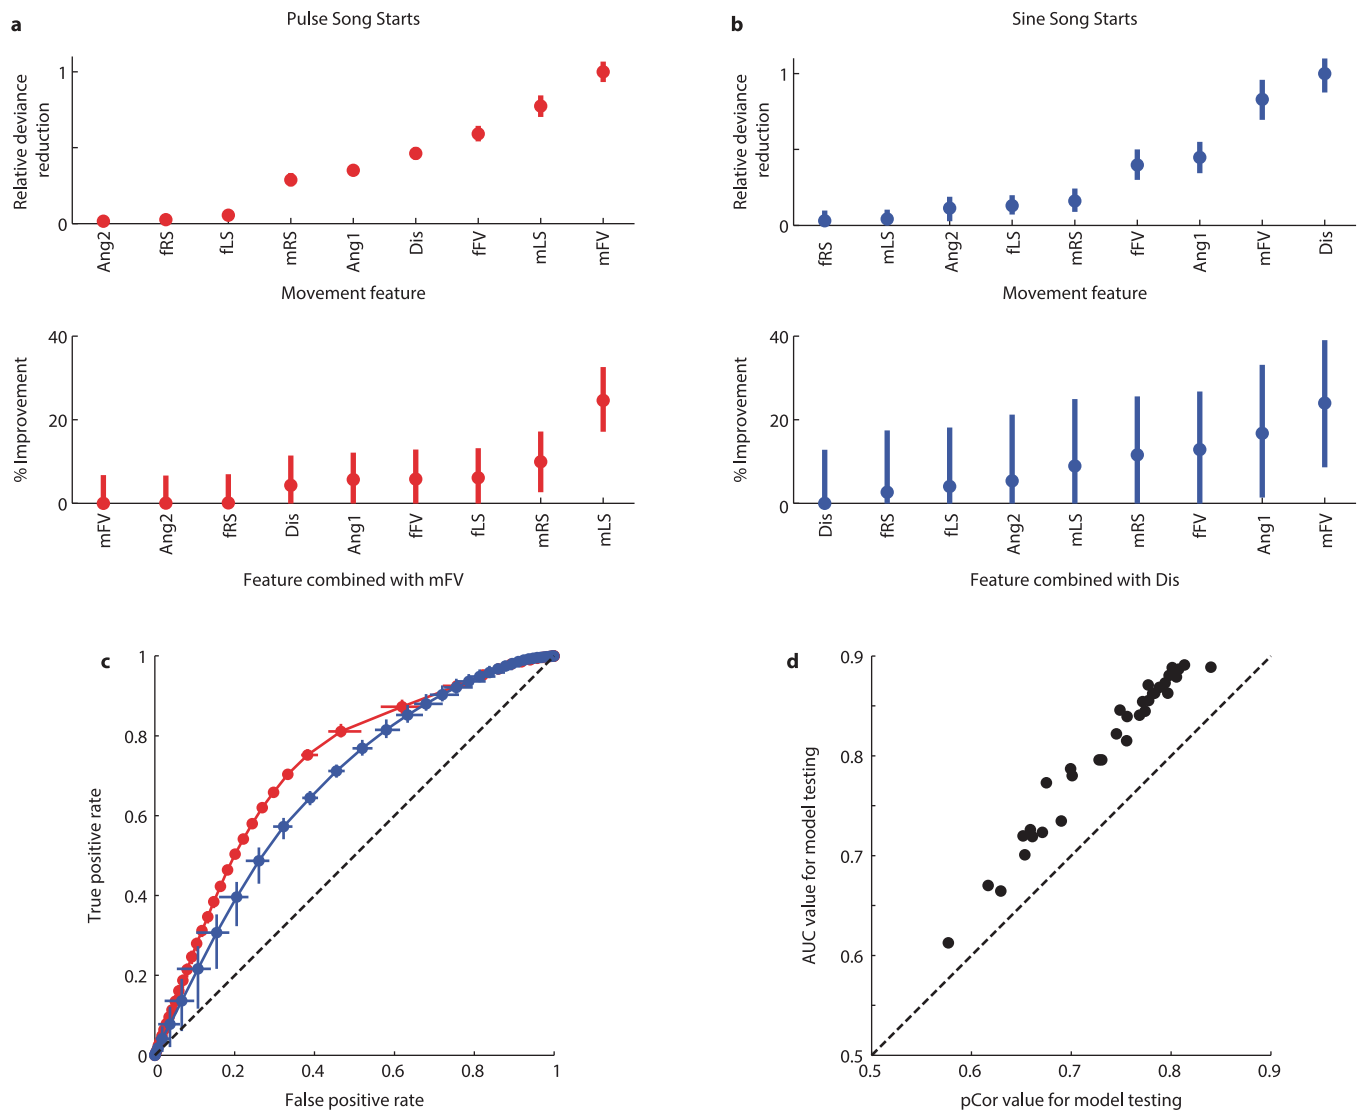 a
Pulse Song Starts
Relative deviance
reduction
1
0
Ang2 fRS fLS mRS Ang1 Dis fFV mLS mFV
Movement feature
% Improvement
40
20
0
mFV Ang2 fRS Dis Ang1 fFV fLS mRS mLS
Feature combined with mFV
b
Sine Song Starts
Relative deviance
reduction
1
0
fRS mLS Ang2 fLS mRS fFV Ang1 mFV Dis
Movement feature
% Improvement
40
20
0
Dis fRS fLS Ang2 mLS mRS fFV Ang1 mFV
Feature combined with Dis
c
True positive rate
1
0.8
0.6
0.4
0.2
0
0 0.2 0.4 0.6 0.8 1
False positive rate
d
AUC value for model testing
0.9
0.8
0.7
0.6
0.5
0.5 0.6 0.7 0.8 0.9
pCor value for model testing